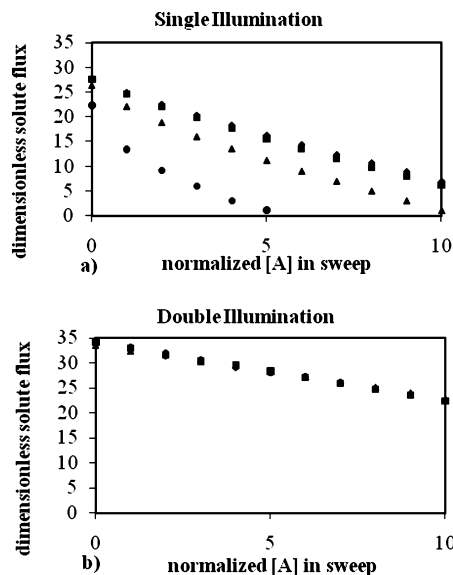 Single Illumination
dimensionless solute flux
35
30
25
20
15
10
5
0
0 5 10
a)
normalized [A] in sweep
Double Illumination
dimensionless solute flux
35
30
25
20
15
10
5
0
0 5 10
b)
normalized [A] in sweep